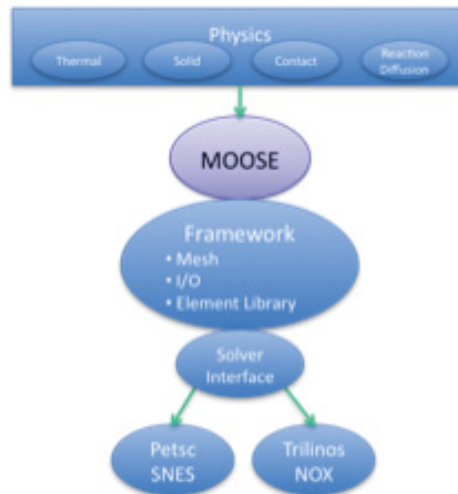 Physics
Thermal
Solid
Contact
Reaction
Diffusion
MOOSE
Framework
• Mesh
• I/O
• Element Library
Solver
Interface
Petsc
SNES
Trilinos
NOX